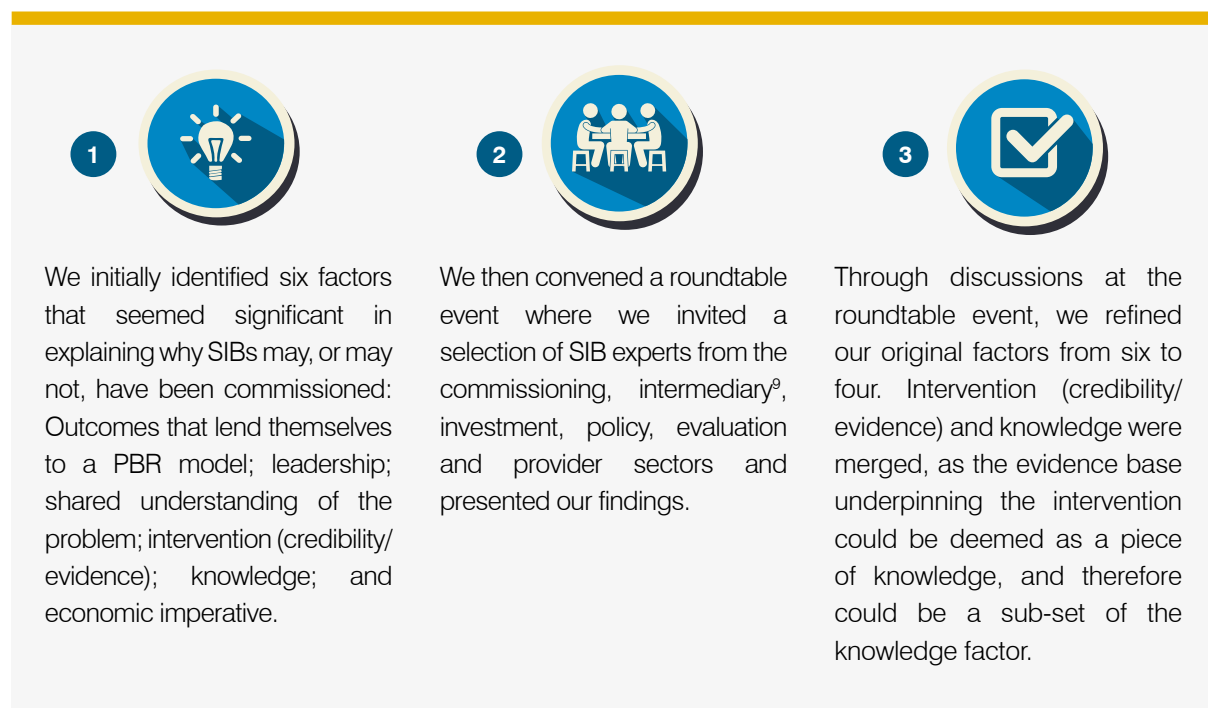 1
We initially identified six factors
that seemed significant in
explaining why SIBs may, or may
not, have been commissioned:
Outcomes that lend themselves
to a PBR model; leadership;
shared understanding of the
problem; intervention (credibility/
evidence); knowledge; and
economic imperative.
2
We then convened a roundtable
event where we invited a
selection of SIB experts from the
commissioning, intermediary⁹,
investment, policy, evaluation
and provider sectors and
presented our findings.
3
Through discussions at the
roundtable event, we refined
our original factors from six to
four. Intervention (credibility/
evidence) and knowledge were
merged, as the evidence base
underpinning the intervention
could be deemed as a piece
of knowledge, and therefore
could be a sub-set of the
knowledge factor.